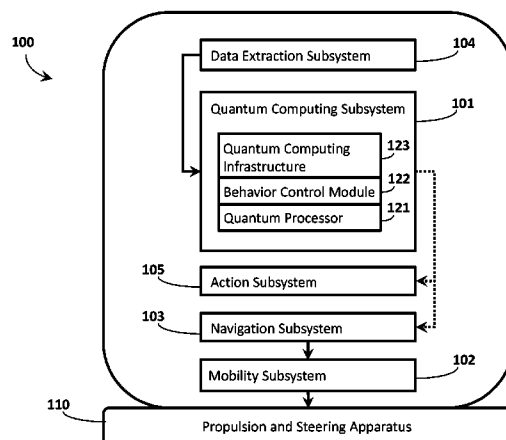 100
Data Extraction Subsystem
104
Quantum Computing Subsystem
101
Quantum Computing
Infrastructure
123
122
Behavior Control Module
121
Quantum Processor
105
Action Subsystem
103
Navigation Subsystem
Mobility Subsystem
102
110
Propulsion and Steering Apparatus